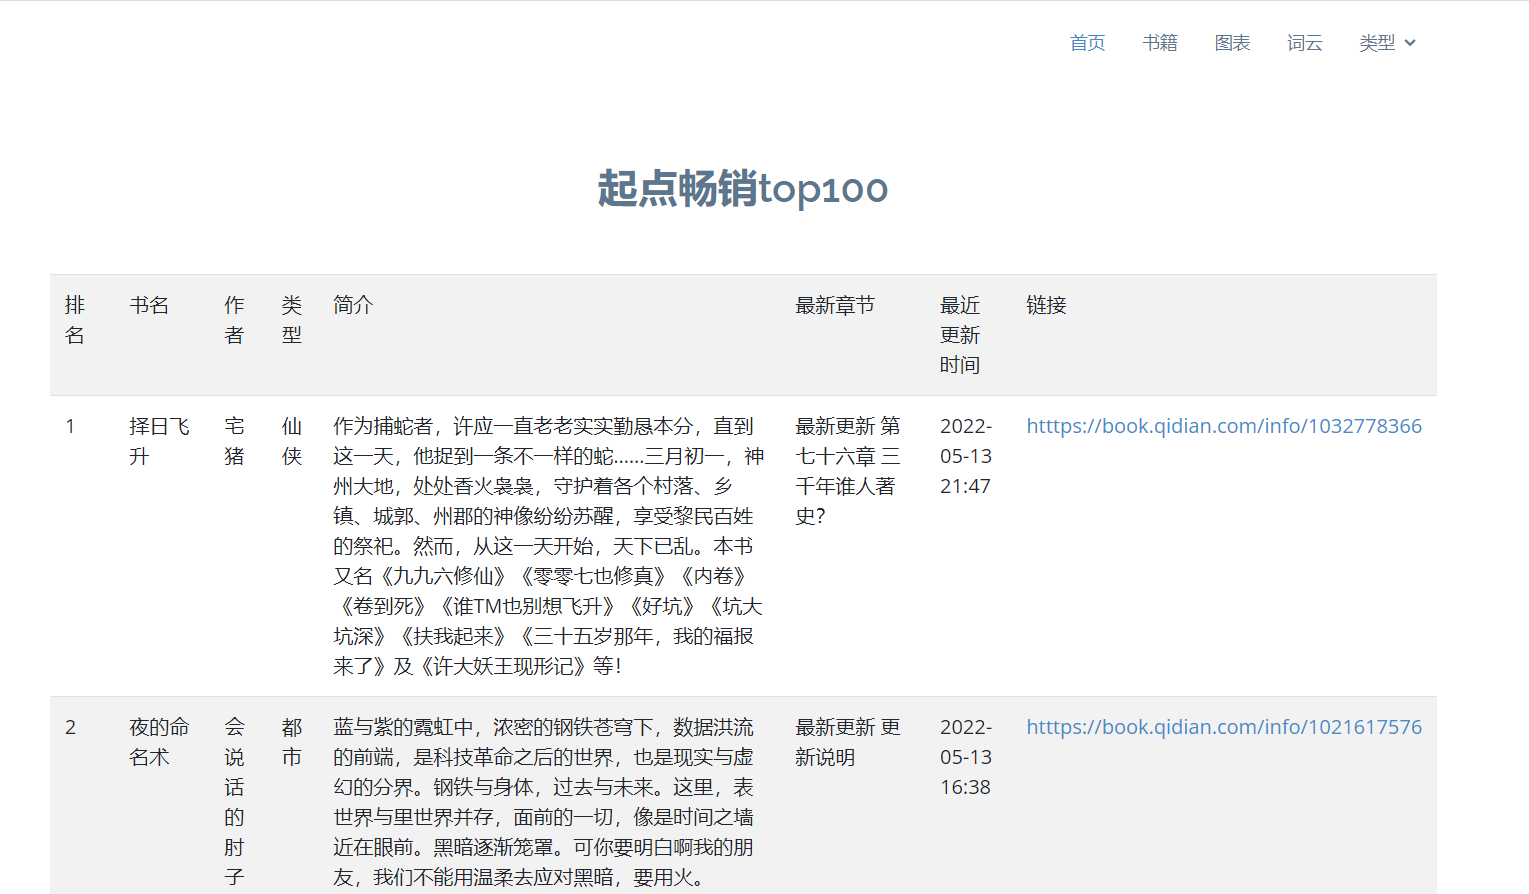 首页 书籍 图表 词云 类型
起点畅销top100
排名 书名 作者 类型 简介 最新章节 最近更新时间 链接
1
择日飞
升
宅
猪
仙
侠
作为捕蛇者，许应一直老老实实勤恳本分，直到
这一天，他捉到一条不一样的蛇......三月初一，神
州大地，处处香火袅袅，守护着各个村落、乡
镇、城郭、州郡的神像纷纷苏醒，享受黎民百姓
的祭祀。然而，从这一天开始，天下已乱。本书
又名《九九六修仙》《零零七也修真》《内卷》
《卷到死》《谁TM也别想飞升》《好坑》《坑大
坑深》《扶我起来》《三十五岁那年，我的福报
来了》及《许大妖王现形记》等！
最新更新 第
七十六章 三
千年谁人著
史？
2022-
05-13
21:47
htttps://book.qidian.com/info/1032778366
2
夜的命
名术
会
说
话
的
肘
子
都
市
蓝与紫的霓虹中，浓密的钢铁苍穹下，数据洪流
的前端，是科技革命之后的世界，也是现实与虚
幻的分界。钢铁与身体，过去与未来。这里，表
世界与里世界并存，面前的一切，像是时间之墙
近在眼前。黑暗逐渐笼罩。可你要明白啊我的朋
友，我们不能用温柔去应对黑暗，要用火。
最新更新 更
新说明
2022-
05-13
16:38
htttps://book.qidian.com/info/1021617576